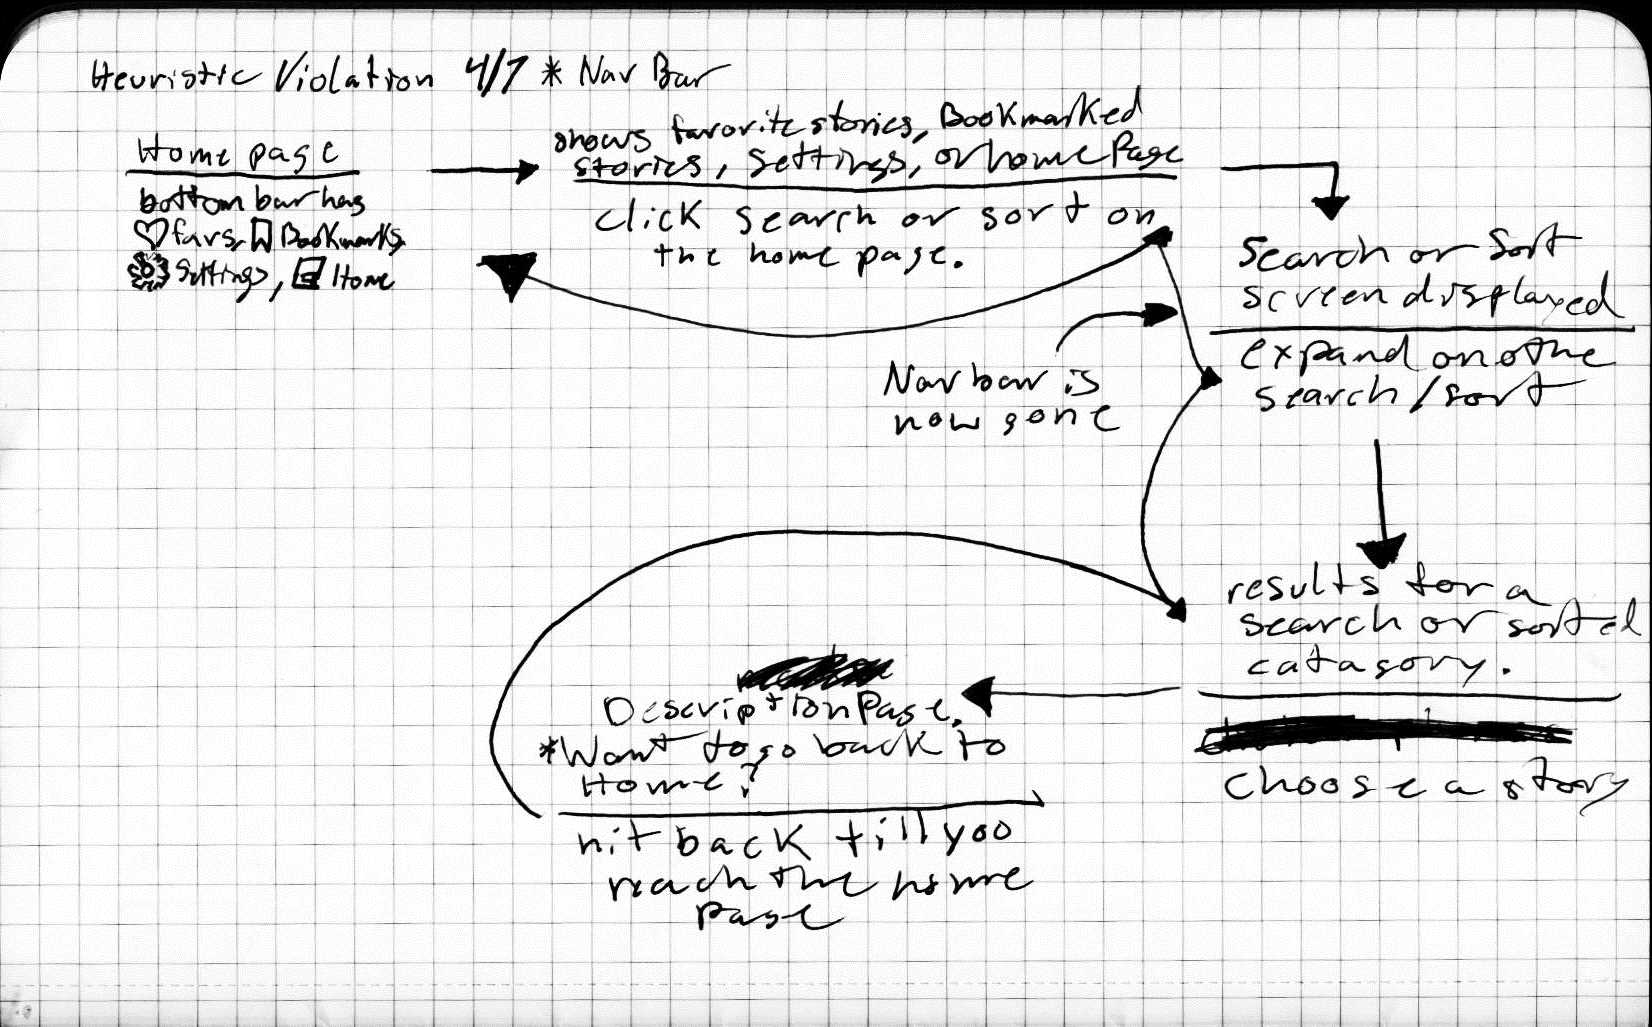 Heuristic Violation 4/7 * Nav Bar
Home page
bottom bar has
favs, Bookmarks
Settings, Home
shows favorite stories, Bookmarked
stories, settings, or home Page
click search or sort on
the home page.
Search or Sort
screen displayed
expand on the
search/sort
Nav bar is
now gone
results for a
search or sorted
catagory.
choose a story
Description Page.
*Want to go back to
Home?
hit back till you
reach the home
page